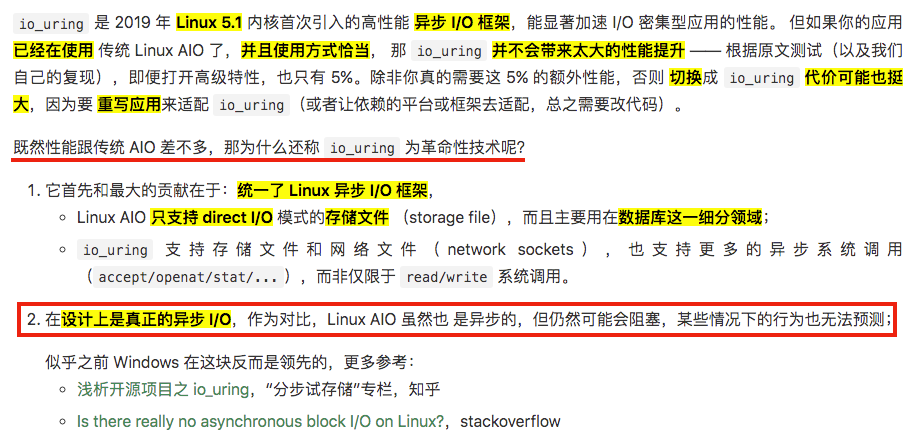 io_uring 是 2019 年 Linux 5.1 内核首次引入的高性能 异步 I/O 框架，能显著加速 I/O 密集型应用的性能。 但如果你的应用
已经在使用 传统 Linux AIO 了，并且使用方式恰当， 那 io_uring 并不会带来太大的性能提升 —— 根据原文测试（以及我们
自己的复现），即便打开高级特性，也只有 5%。除非你真的需要这 5% 的额外性能，否则 切换成 io_uring 代价可能也挺
大，因为要 重写应用来适配 io_uring（或者让依赖的平台或框架去适配，总之需要改代码）。
既然性能跟传统 AIO 差不多，那为什么还称 io_uring 为革命性技术呢?
1. 它首先和最大的贡献在于：统一了 Linux 异步 I/O 框架，
Linux AIO 只支持 direct I/O 模式的存储文件 （storage file），而且主要用在数据库这一细分领域；
io_uring 支持存储文件和网络文件（network sockets），也支持更多的异步系统调用
（accept/openat/stat/...），而非仅限于 read/write 系统调用。
2. 在设计上是真正的异步 I/O，作为对比，Linux AIO 虽然也 是异步的，但仍然可能会阻塞，某些情况下的行为也无法预测；
似乎之前 Windows 在这块反而是领先的，更多参考：
浅析开源项目之 io_uring，“分步试存储”专栏，知乎
Is there really no asynchronous block I/O on Linux?，stackoverflow